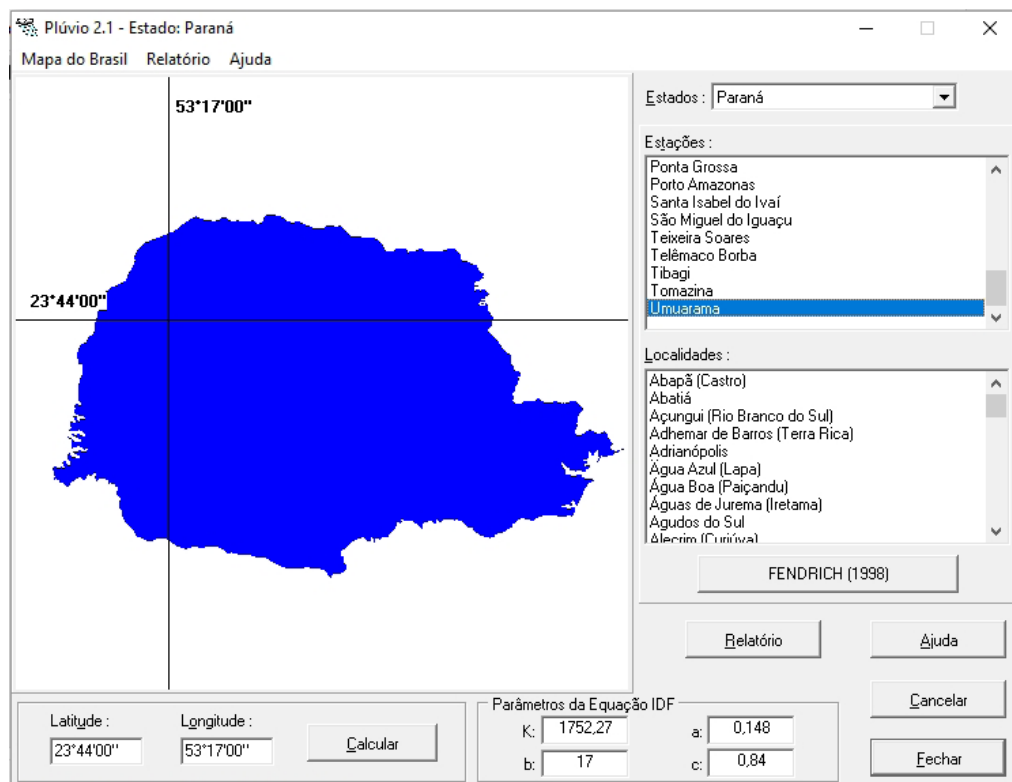 Plúvio 2.1 - Estado: Paraná
Mapa do Brasil Relatório Ajuda
53°17'00"
23°44'00"
Estados : Paraná
Estações :
Ponta Grossa
Porto Amazonas
Santa Isabel do Ivaí
São Miguel do Iguaçu
Teixeira Soares
Telêmaco Borba
Tibagi
Tomazina
Umuarama
Localidades :
Abapã (Castro)
Abatiá
Açungui (Rio Branco do Sul)
Adhemar de Barros (Terra Rica)
Adrianópolis
Água Azul (Lapa)
Água Boa (Paiçandu)
Águas de Jurema (Iretama)
Agudos do Sul
Alecrim (Curiúva)
FENDRICH (1998)
Relatório Ajuda
Cancelar
Fechar
Latitude : Longitude :
23°44'00" 53°17'00" Calcular
Parâmetros da Equação IDF
K: 1752,27 a: 0,148
b: 17 c: 0,84